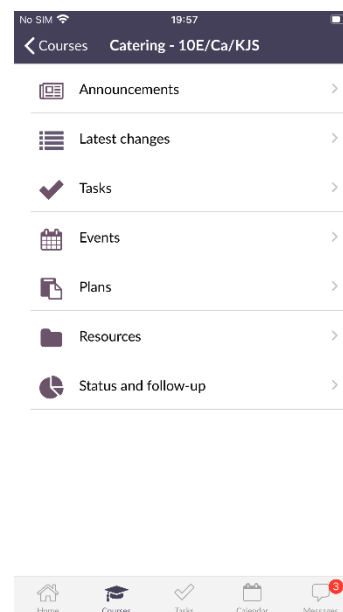 No SIM 19:57
Courses Catering - 10E/Ca/KJS
Announcements
Latest changes
Tasks
Events
Plans
Resources
Status and follow-up
3
Home Courses Tasks Calendar Messages